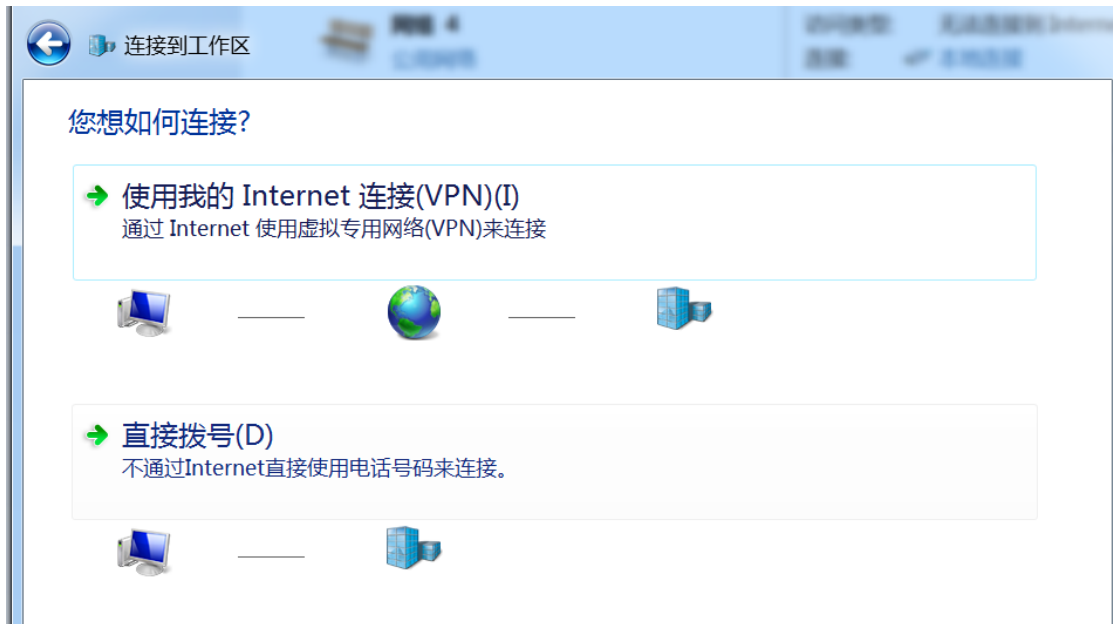 连接到工作区
网络 4
您想如何连接?
使用我的 Internet 连接(VPN)(I)
通过 Internet 使用虚拟专用网络(VPN)来连接
直接拨号(D)
不通过Internet直接使用电话号码来连接。